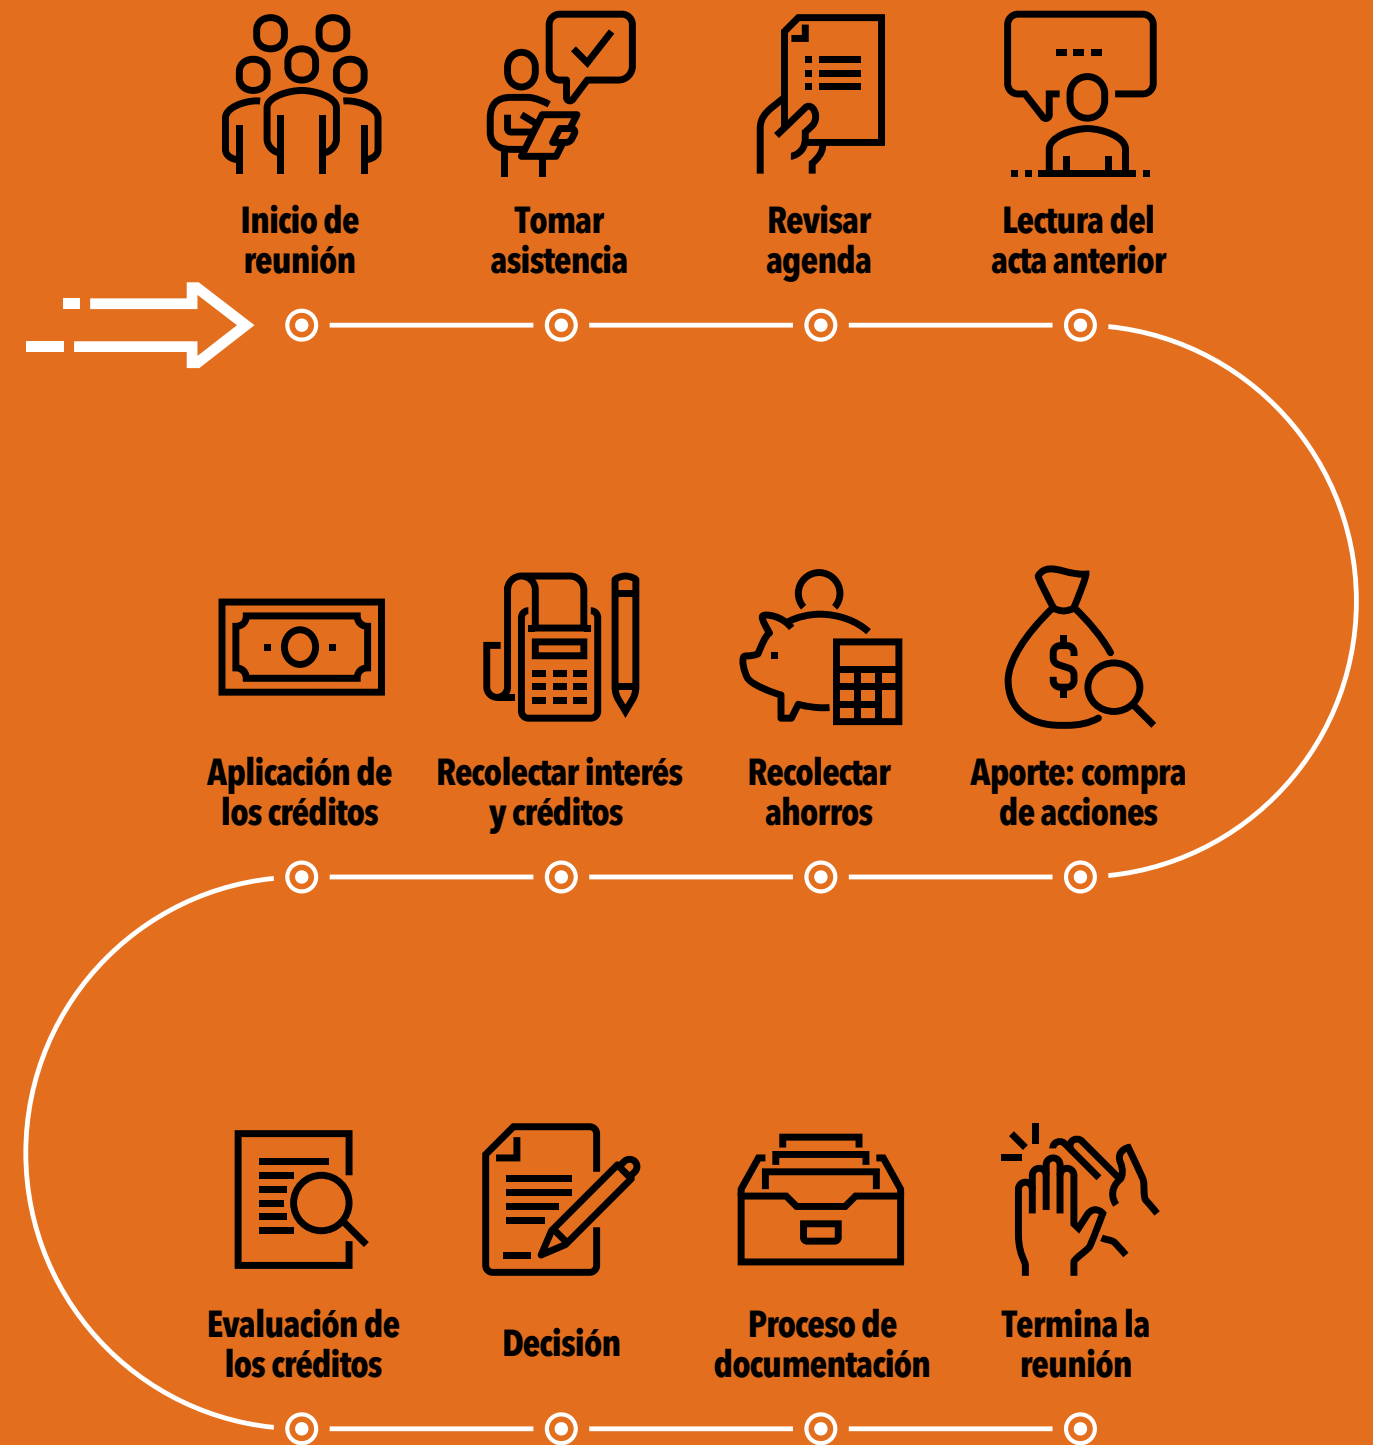 Inicio de
reunión
Tomar
asistencia
Revisar
agenda
Lectura del
acta anterior
$
Aporte: compra
de acciones
Recolectar
ahorros
Recolectar interés
y créditos
Aplicación de
los créditos
Evaluación de
los créditos
Decisión
Proceso de
documentación
Termina la
reunión